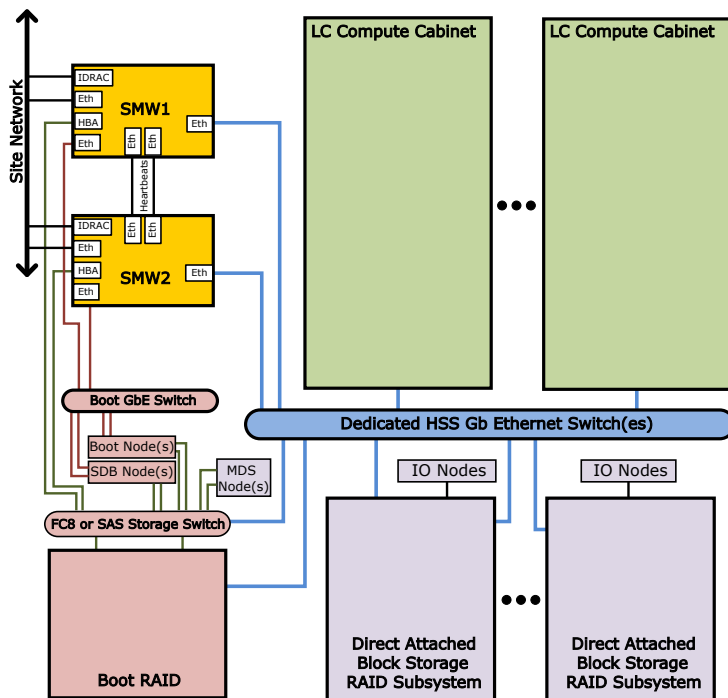 LC Compute Cabinet
LC Compute Cabinet
Site Network
IDRAC
Eth
HBA
Eth
SMW1
Eth
Eth
Eth
Heartbeats
IDRAC
Eth
HBA
Eth
SMW2
Eth
Eth
Eth
Boot GbE Switch
Dedicated HSS Gb Ethernet Switch(es)
Boot Node(s)
SDB Node(s)
MDS
Node(s)
IO Nodes
IO Nodes
FC8 or SAS Storage Switch
Boot RAID
Direct Attached
Block Storage
RAID Subsystem
Direct Attached
Block Storage
RAID Subsystem